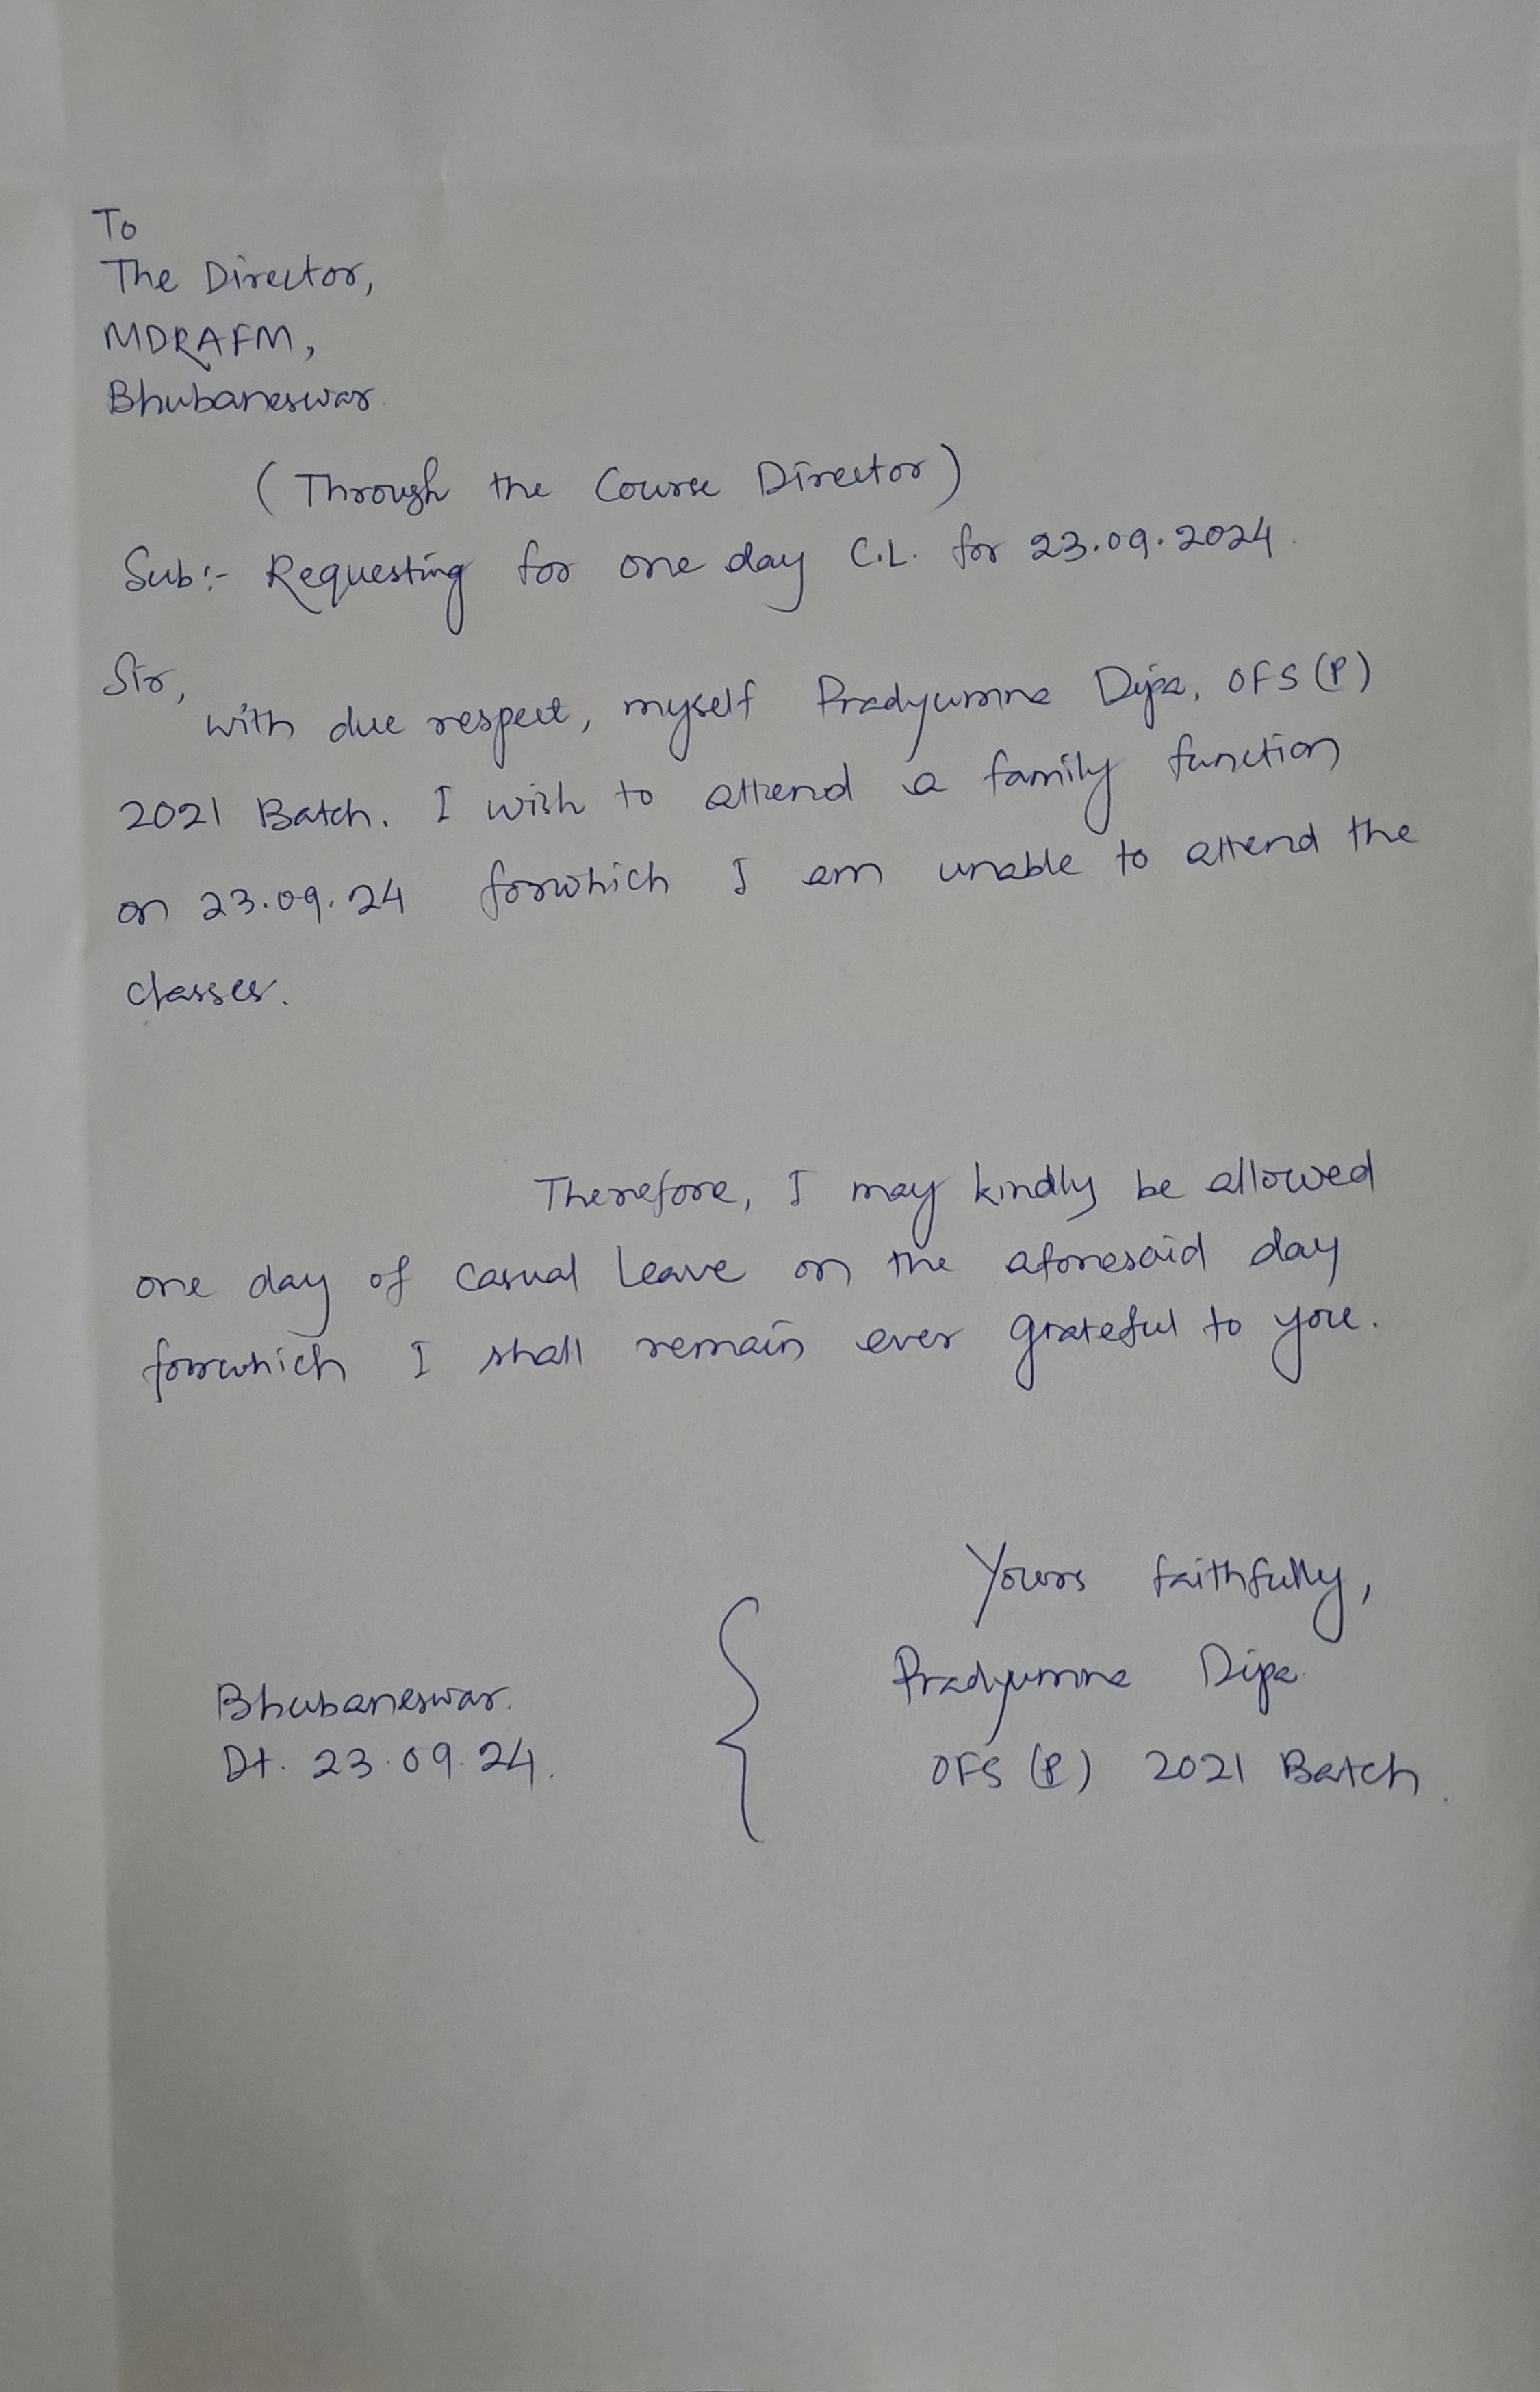 To
The Director,
MDRAFM,
Bhubaneswar.
(Through the Course Director)
Sub:- Requesting for one day C.L. for 23.09.2024.
Sir,
with due respect, myself Pradyumna Dipa, OFS (P)
2021 Batch. I wish to attend a family function
on 23.09.24 forwhich I am unable to attend the
classes.
Therefore, I may kindly be allowed
one day of casual Leave on the aforesaid day
forwhich I shall remain ever grateful to you.
Yours faithfully,
Pradyumna Dipa
OFS (P) 2021 Batch.
Bhubaneswar.
Dt. 23.09.24.